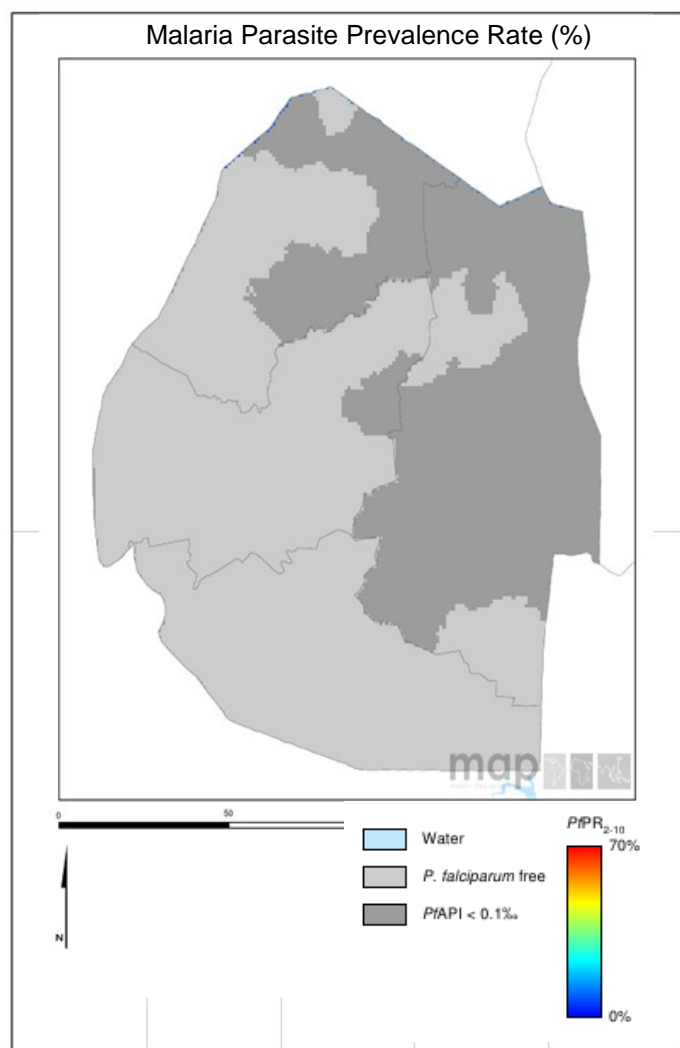 Malaria Parasite Prevalence Rate (%)
map
0
50
Water
P. falciparum free
PfAPI < 0.1‰
PfPR2-10
70%
0%
N